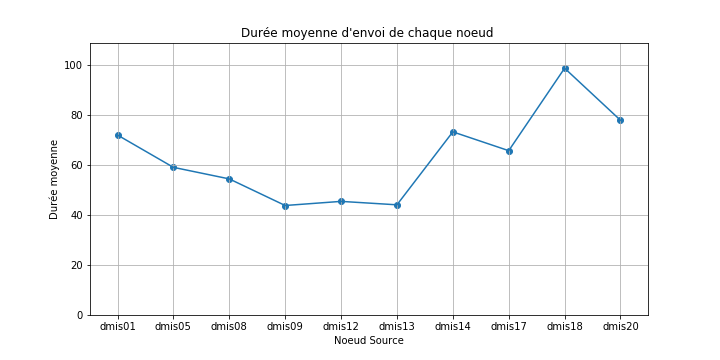 Durée moyenne d'envoi de chaque noeud
Durée moyenne
100
80
60
40
20
0
dmis01 dmis05 dmis08 dmis09 dmis12 dmis13 dmis14 dmis17 dmis18 dmis20
Noeud Source